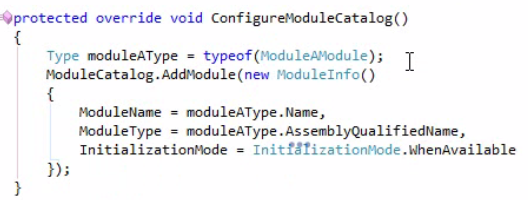 protected override void ConfigureModuleCatalog()
{
Type moduleAType = typeof(ModuleAModule);
ModuleCatalog.AddModule(new ModuleInfo()
{
ModuleName = moduleAType.Name,
ModuleType = moduleAType.AssemblyQualifiedName,
InitializationMode = InitializationMode.WhenAvailable
});
}